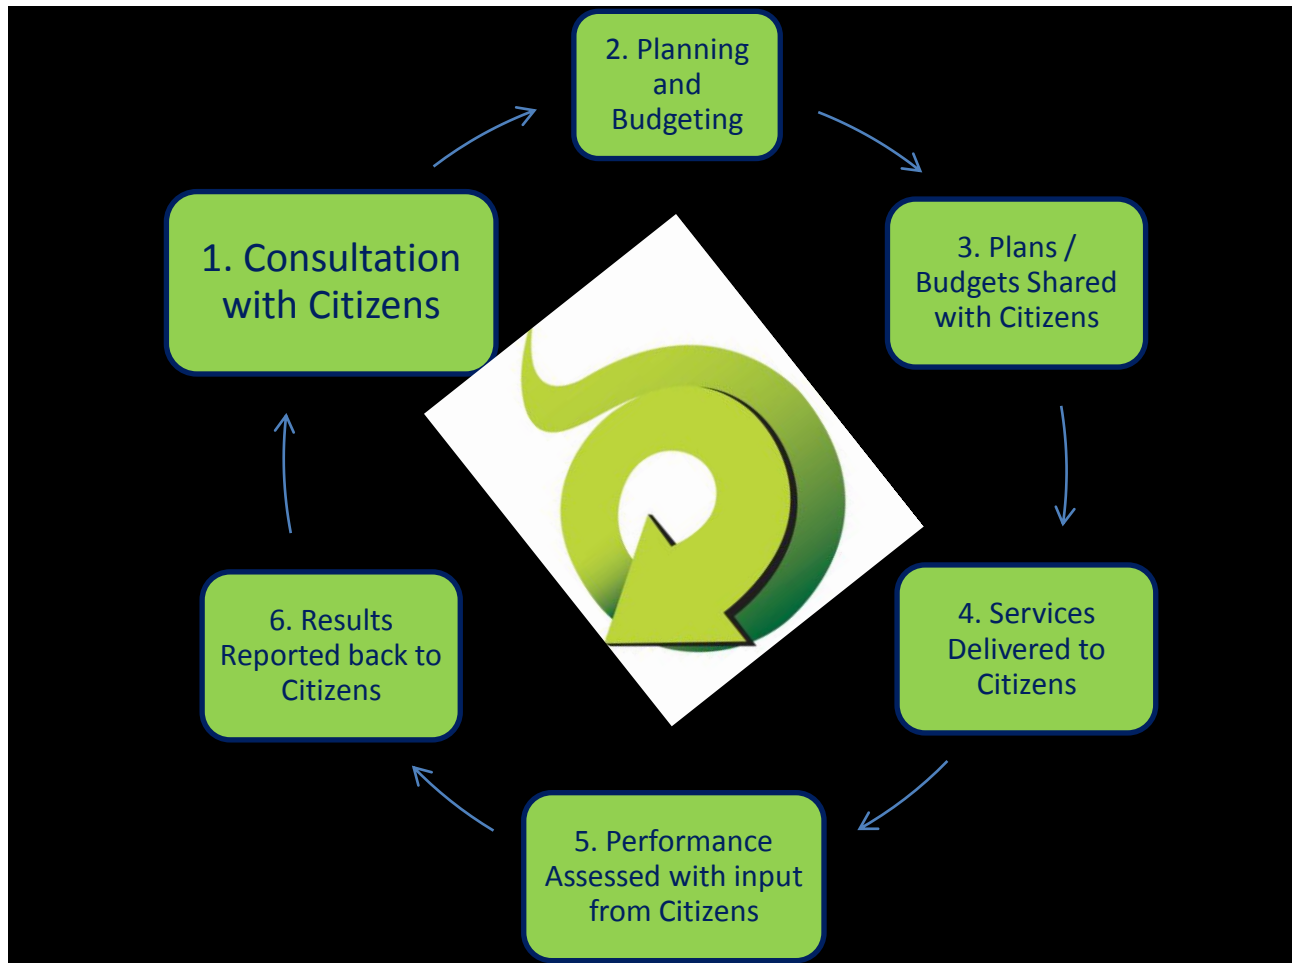 1. Consultation
with Citizens
2. Planning
and
Budgeting
3. Plans /
Budgets Shared
with Citizens
4. Services
Delivered to
Citizens
5. Performance
Assessed with input
from Citizens
6. Results
Reported back to
Citizens